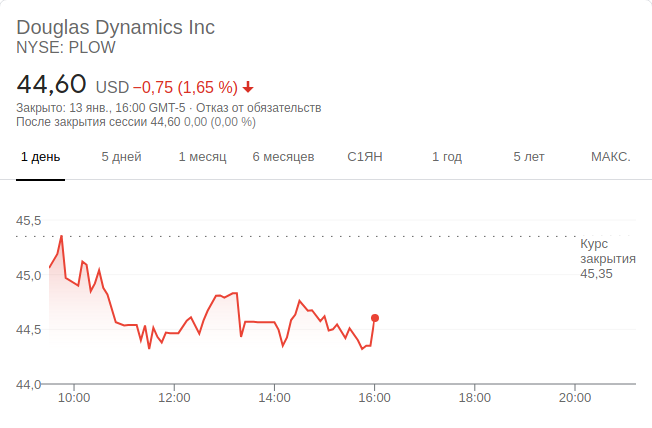 Douglas Dynamics Inc
NYSE: PLOW
44,60 USD −0,75 (1,65 %)
Закрыто: 13 янв., 16:00 GMT-5 · Отказ от обязательств
После закрытия сессии 44,60 0,00 (0,00 %)
1 день 5 дней 1 месяц 6 месяцев С1ЯН 1 год 5 лет МАКС.
45,5
Курс
закрытия
45,35
45,0
44,5
44,0
10:00 12:00 14:00 16:00 18:00 20:00